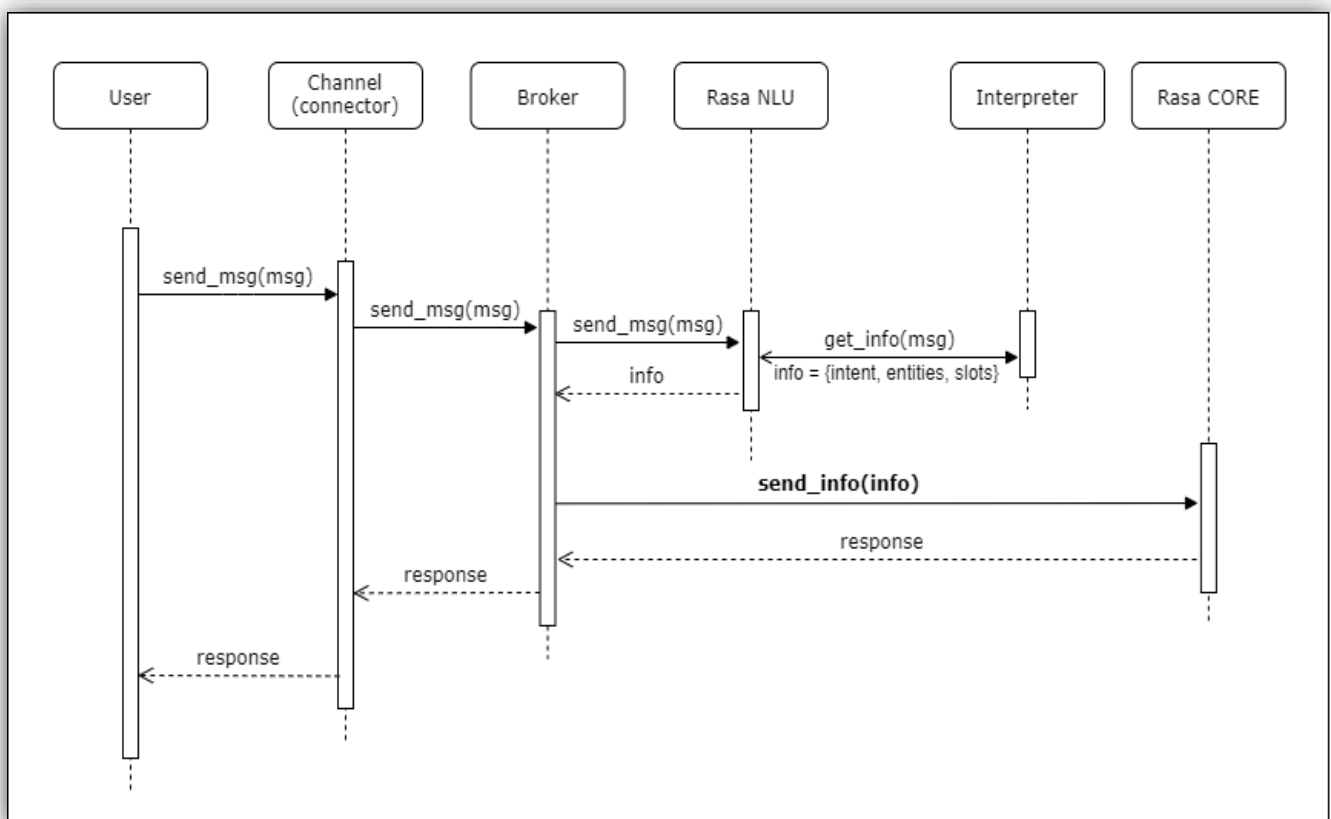 User
Channel
(connector)
Broker
Rasa NLU
Interpreter
Rasa CORE
send_msg(msg)
send_msg(msg)
send_msg(msg)
get_info(msg)
info = {intent, entities, slots}
info
send_info(info)
response
response
response